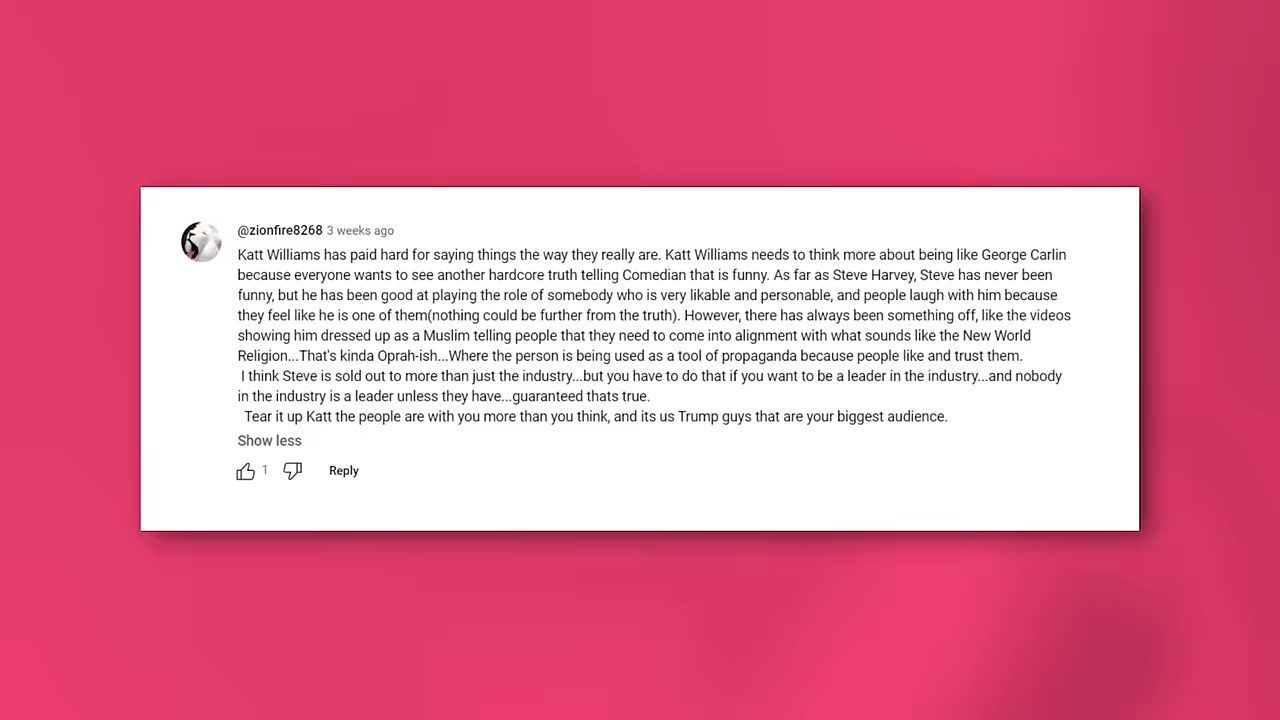 @zionfire8268 3 weeks ago
Katt Williams has paid hard for saying things the way they really are. Katt Williams needs to think more about being like George Carlin
because everyone wants to see another hardcore truth telling Comedian that is funny. As far as Steve Harvey, Steve has never been
funny, but he has been good at playing the role of somebody who is very likable and personable, and people laugh with him because
they feel like he is one of them(nothing could be further from the truth). However, there has always been something off, like the videos
showing him dressed up as a Muslim telling people that they need to come into alignment with what sounds like the New World
Religion...That's kinda Oprah-ish...Where the person is being used as a tool of propaganda because people like and trust them.
I think Steve is sold out to more than just the industry...but you have to do that if you want to be a leader in the industry...and nobody
in the industry is a leader unless they have...guaranteed thats true.
Tear it up Katt the people are with you more than you think, and its us Trump guys that are your biggest audience.
Show less
1 Reply